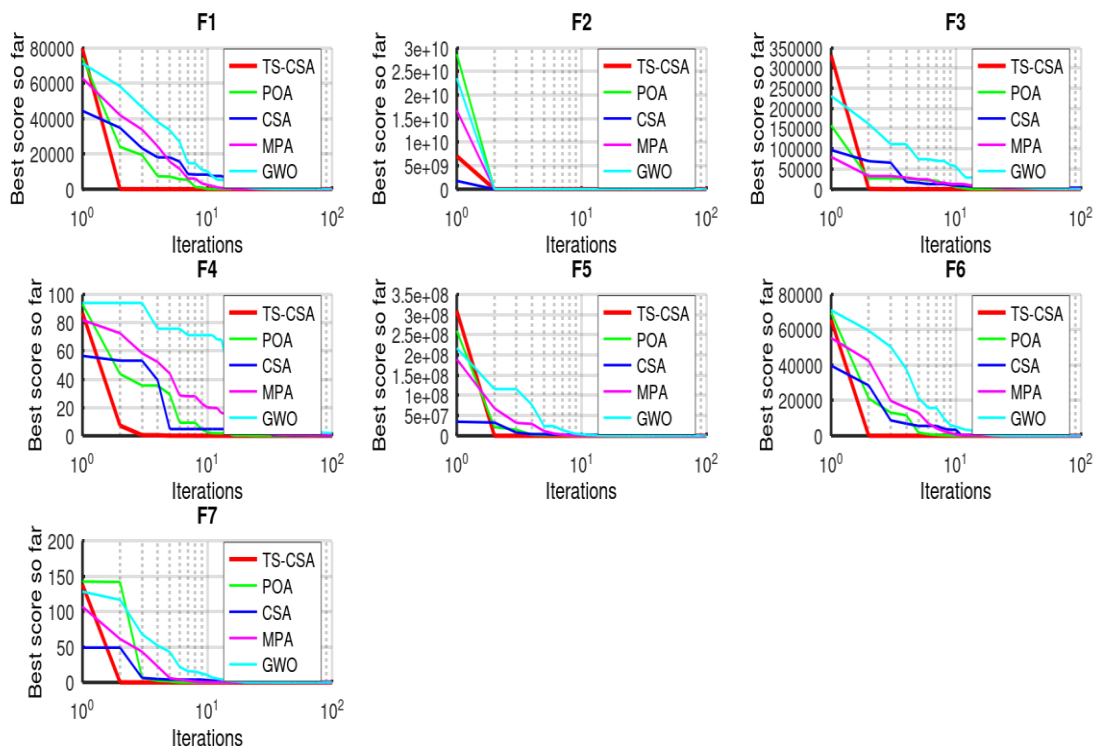 F1
Best score so far
80000
60000
40000
20000
0
TS-CSA
POA
CSA
MPA
GWO
10^0
10^1
10^2
Iterations
F2
Best score so far
3e+10
2.5e+10
2e+10
1.5e+10
1e+10
5e+09
0
TS-CSA
POA
CSA
MPA
GWO
10^0
10^1
10^2
Iterations
F3
Best score so far
350000
300000
250000
200000
150000
100000
50000
0
TS-CSA
POA
CSA
MPA
GWO
10^0
10^1
10^2
Iterations
F4
Best score so far
100
80
60
40
20
0
TS-CSA
POA
CSA
MPA
GWO
10^0
10^1
10^2
Iterations
F5
Best score so far
3.5e+08
3e+08
2.5e+08
2e+08
1.5e+08
1e+08
5e+07
0
TS-CSA
POA
CSA
MPA
GWO
10^0
10^1
10^2
Iterations
F6
Best score so far
80000
60000
40000
20000
0
TS-CSA
POA
CSA
MPA
GWO
10^0
10^1
10^2
Iterations
F7
Best score so far
200
150
100
50
0
TS-CSA
POA
CSA
MPA
GWO
10^0
10^1
10^2
Iterations